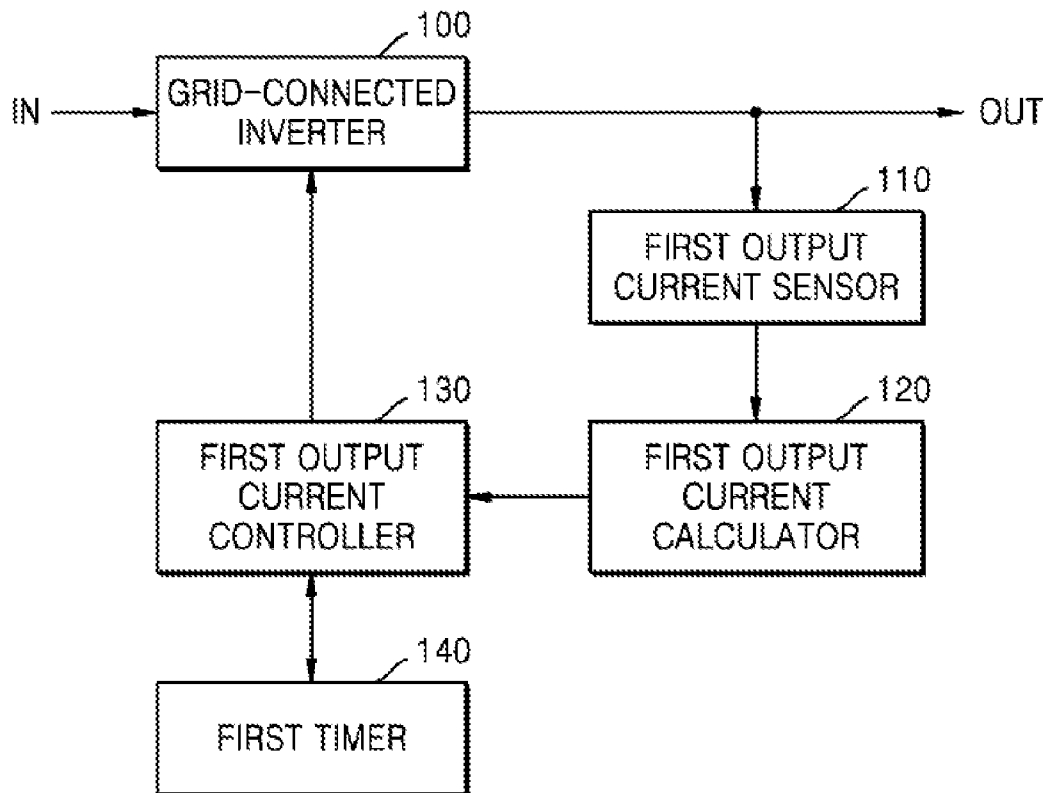 100
IN
GRID-CONNECTED
INVERTER
OUT
110
FIRST OUTPUT
CURRENT SENSOR
130
FIRST OUTPUT
CURRENT
CONTROLLER
120
FIRST OUTPUT
CURRENT
CALCULATOR
140
FIRST TIMER